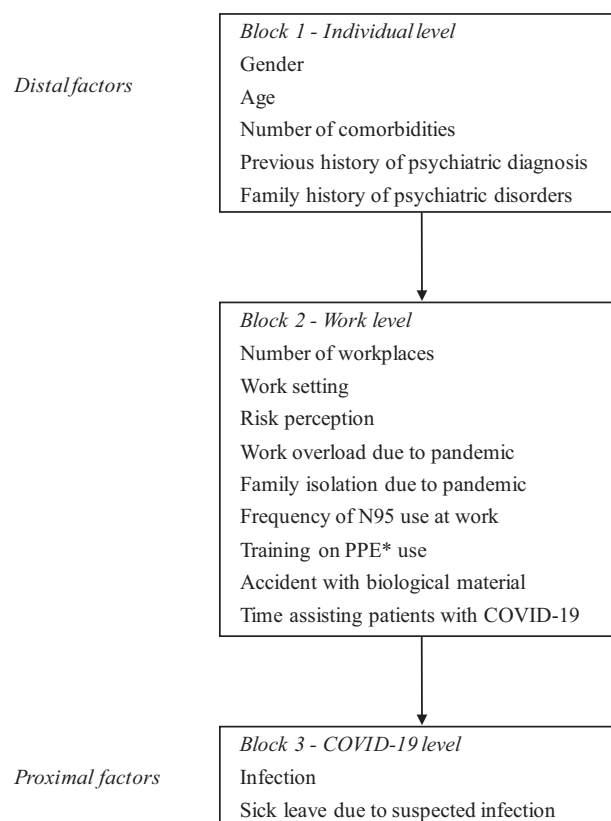 Distal factors
Block 1 - Individual level
Gender
Age
Number of comorbidities
Previous history of psychiatric diagnosis
Family history of psychiatric disorders
Block 2 - Work level
Number of workplaces
Work setting
Risk perception
Work overload due to pandemic
Family isolation due to pandemic
Frequency of N95 use at work
Training on PPE* use
Accident with biological material
Time assisting patients with COVID-19
Proximal factors
Block 3 - COVID-19 level
Infection
Sick leave due to suspected infection